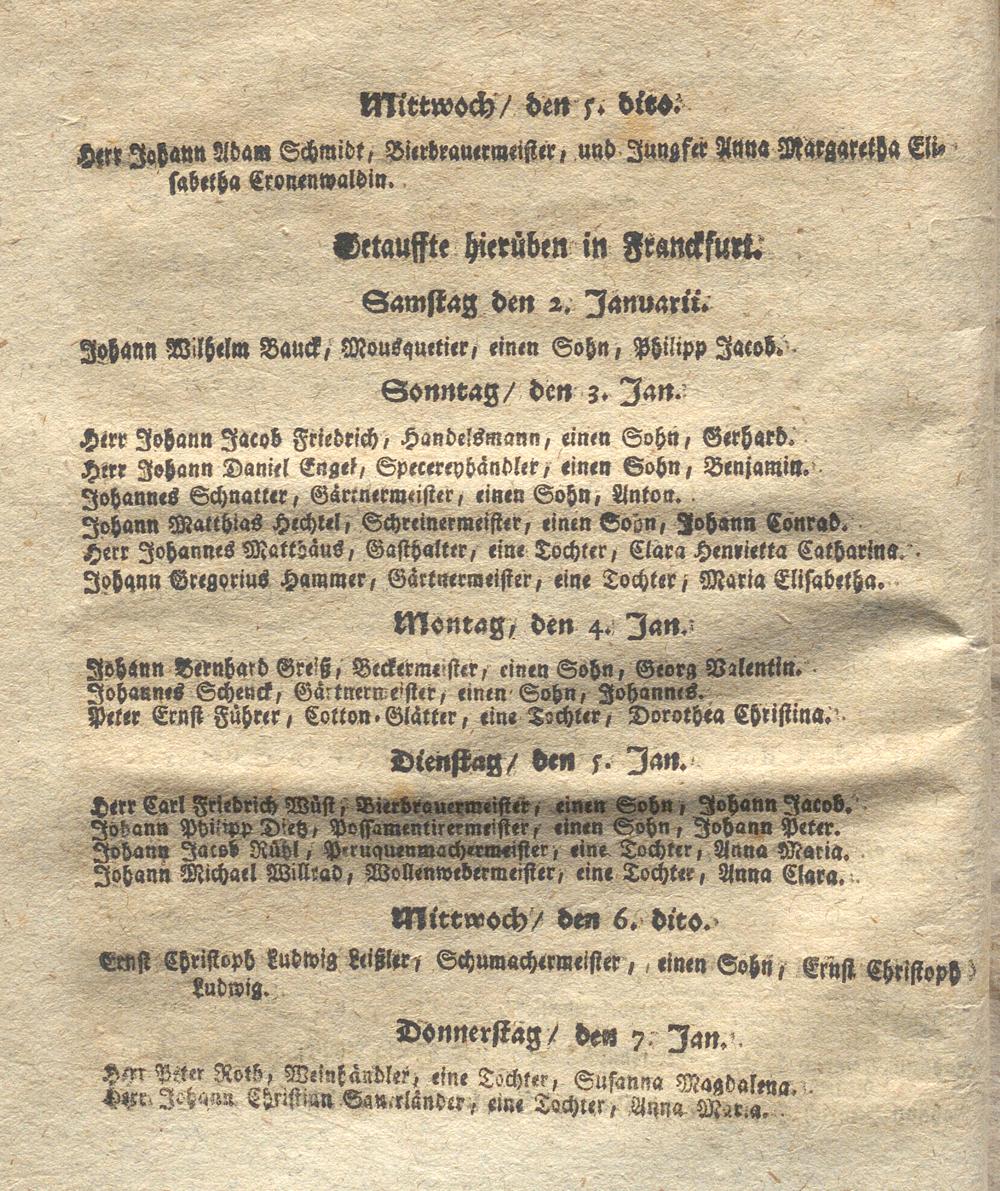 Mittwoch/ den 5. dito.
Herr Johann Adam Schmidt, Bierbrauermeister, und Jungfer Anna Margaretha Eli-
sabetha Cronenwaldin.
Getauffte hierüben in Franckfurt.
Samstag den 2. Januarii.
Johann Wilhelm Bauck, Mousquetier, einen Sohn, Philipp Jacob.
Sonntag/ den 3. Jan.
Herr Johann Jacob Friedrich, Handelsmann, einen Sohn, Gerhard.
Herr Johann Daniel Engel, Specereyhändler, einen Sohn, Benjamin.
Johannes Schnatter, Gärtnermeister, einen Sohn, Anton.
Johann Matthias Hechtel, Schreinermeister, einen Sohn, Johann Conrad.
Herr Johannes Matthäus, Gasthalter, eine Tochter, Clara Henrietta Catharina.
Johann Gregorius Hammer, Gärtnermeister, eine Tochter, Maria Elisabetha.
Montag, den 4. Jan.
Johann Bernhard Greiß, Beckermeister, einen Sohn, Georg Valentin.
Johannes Schenck, Gärtnermeister, einen Sohn, Johannes.
Peter Ernst Führer, Cotton-Glätter, eine Tochter, Dorothea Christina.
Dienstag/ den 5. Jan.
Herr Carl Friedrich Wüst, Bierbrauermeister, einen Sohn, Johann Jacob.
Johann Philipp Dietz, Possamentirermeister, einen Sohn, Johann Peter.
Johann Jacob Rühl, Peruquenmachermeister, eine Tochter, Anna Maria.
Johann Michael Willrad, Wollenwebermeister, eine Tochter, Anna Clara.
Mittwoch/ den 6. dito.
Ernst Christoph Ludwig Leißler, Schumachermeister, einen Sohn, Ernst Christoph
Ludwig.
Donnerstag/ den 7. Jan.
Herr Peter Roth, Weinhändler, eine Tochter, Susanna Magdalena.
Herr Johann Christian Sauerländer, eine Tochter, Anna Maria.